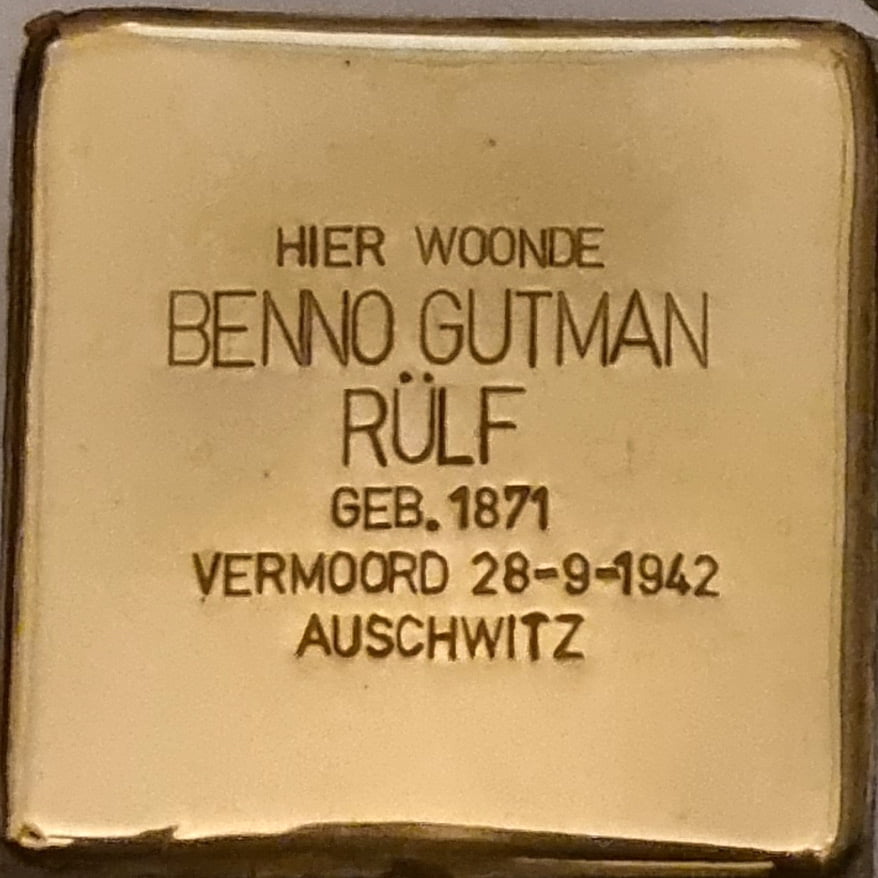 HIER WOONDE
BENNO GUTMAN
RÜLF
GEB. 1871
VERMOORD 28-9-1942
AUSCHWITZ